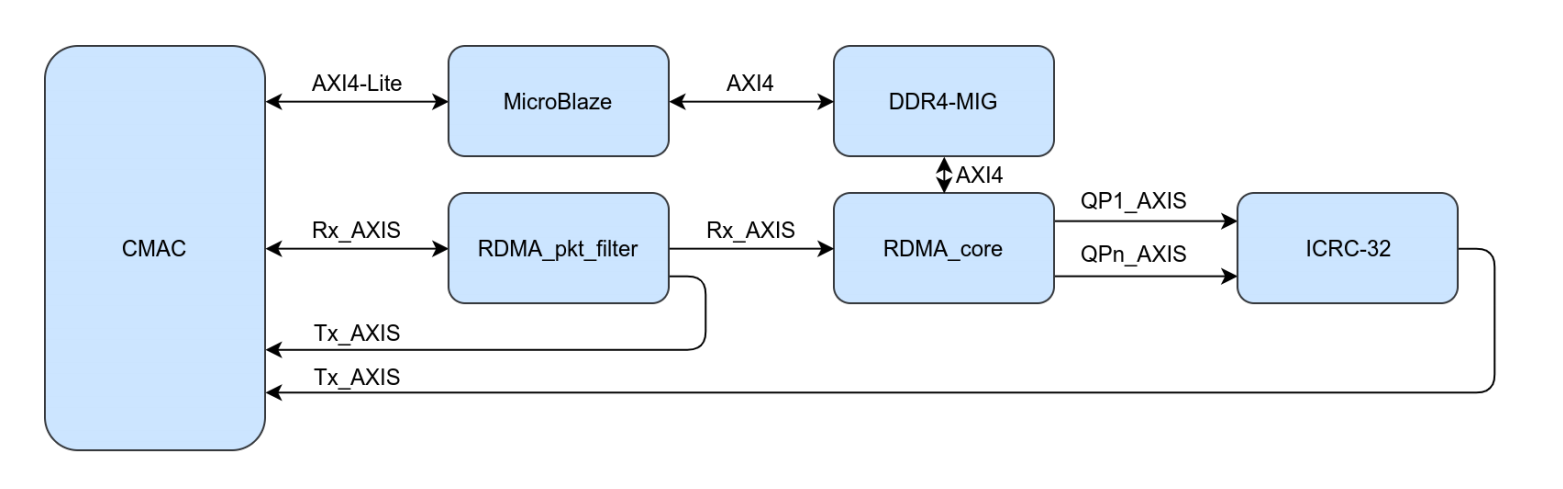 AXI4-Lite
AXI4
MicroBlaze
DDR4-MIG
AXI4
QP1_AXIS
Rx_AXIS
Rx_AXIS
CMAC
RDMA_pkt_filter
RDMA_core
ICRC-32
QPn_AXIS
Tx_AXIS
Tx_AXIS